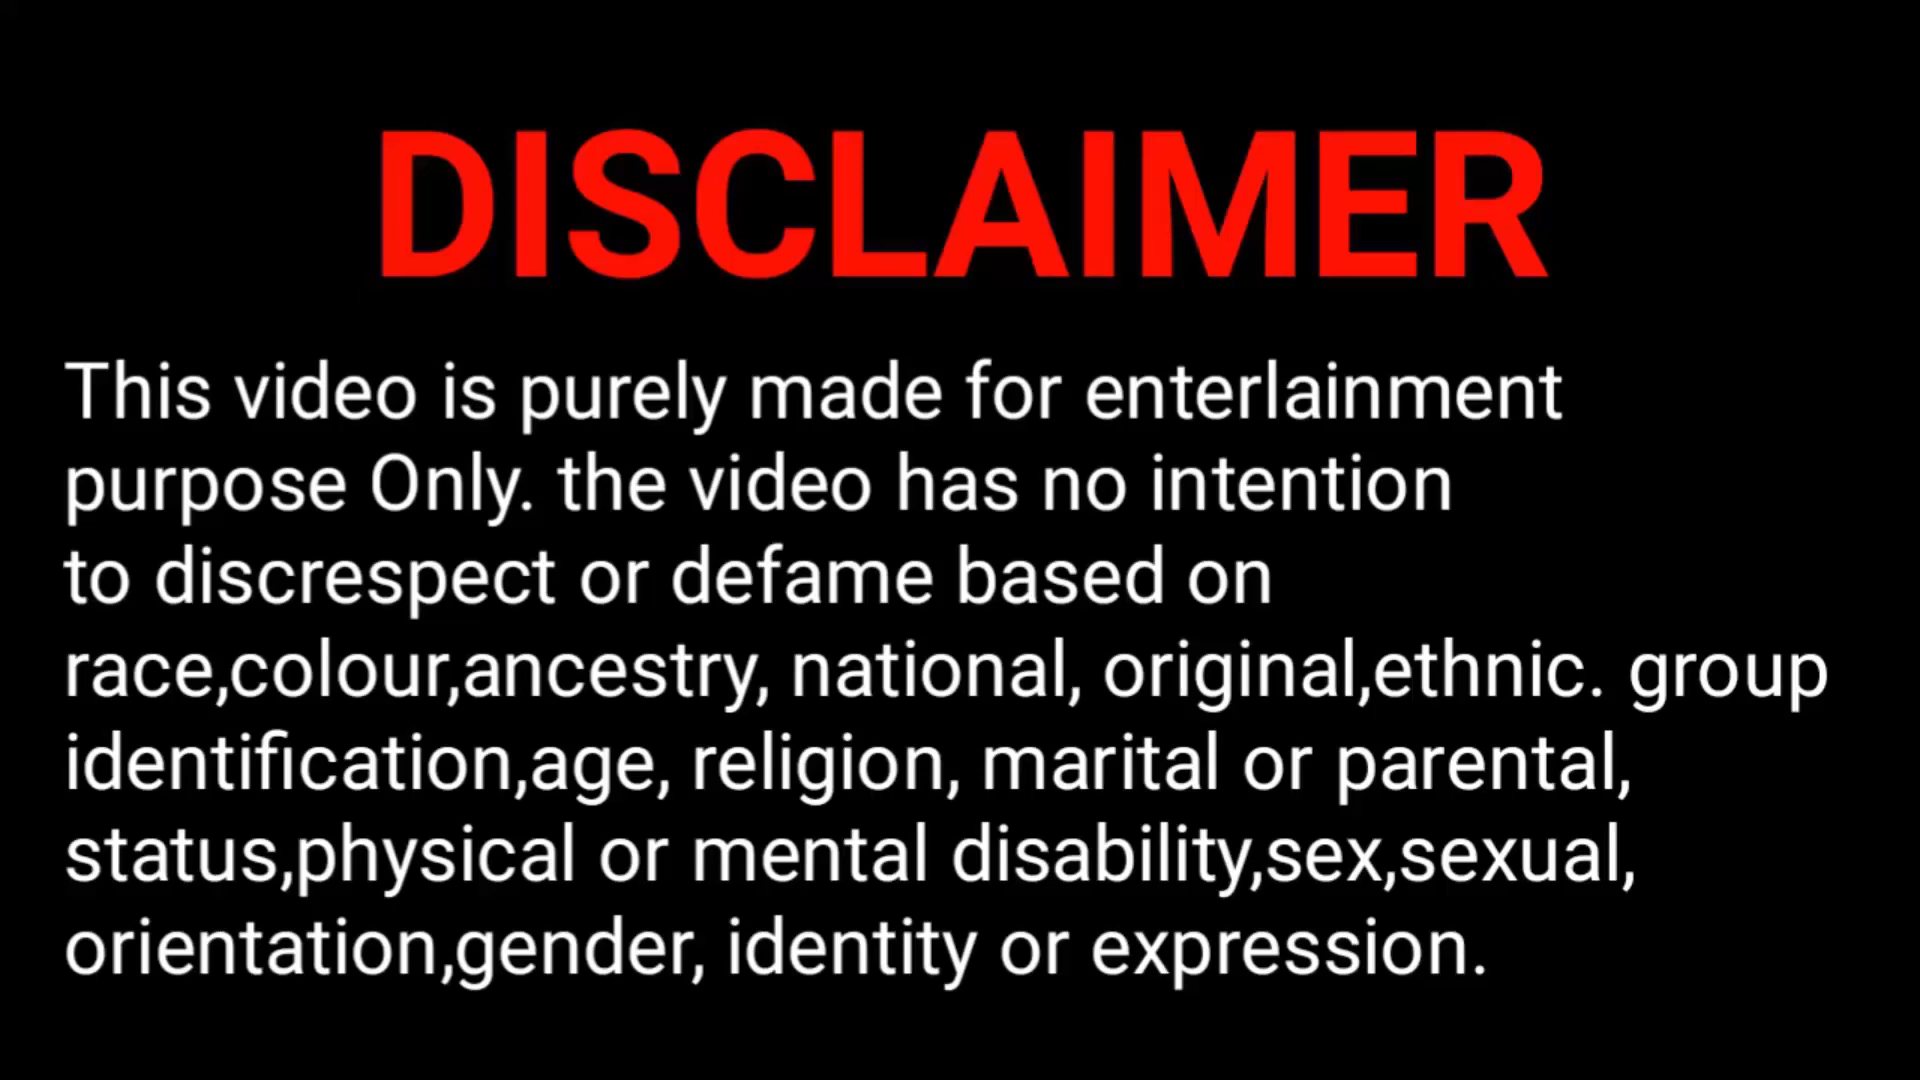 DISCLAIMER
This video is purely made for enterlainment
purpose Only. the video has no intention
to discrespect or defame based on
race,colour,ancestry, national, original,ethnic. group
identification,age, religion, marital or parental,
status,physical or mental disability,sex,sexual,
orientation,gender, identity or expression.